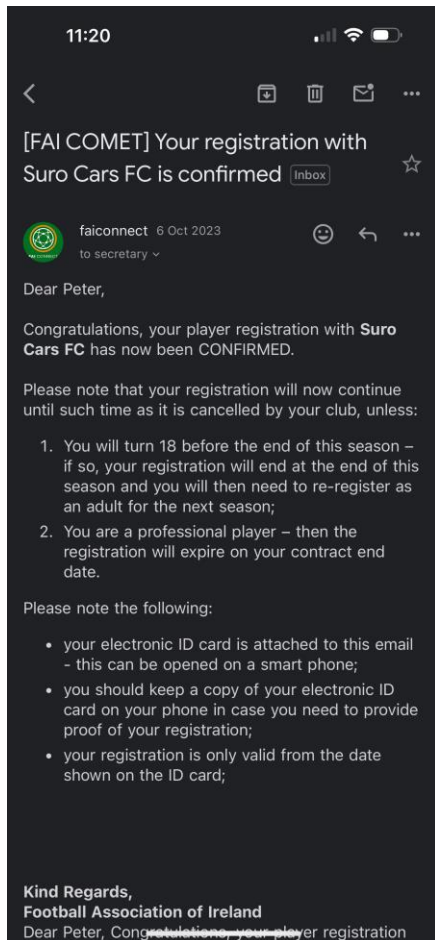 11:20
[FAI COMET] Your registration with
Suro Cars FC is confirmed Inbox
faiconnect 6 Oct 2023
to secretary
Dear Peter,
Congratulations, your player registration with Suro
Cars FC has now been CONFIRMED.
Please note that your registration will now continue
until such time as it is cancelled by your club, unless:
1. You will turn 18 before the end of this season –
if so, your registration will end at the end of this
season and you will then need to re-register as
an adult for the next season;
2. You are a professional player – then the
registration will expire on your contract end
date.
Please note the following:
• your electronic ID card is attached to this email
- this can be opened on a smart phone;
• you should keep a copy of your electronic ID
card on your phone in case you need to provide
proof of your registration;
• your registration is only valid from the date
shown on the ID card;
Kind Regards,
Football Association of Ireland
Dear Peter, Congratulations, your player registration